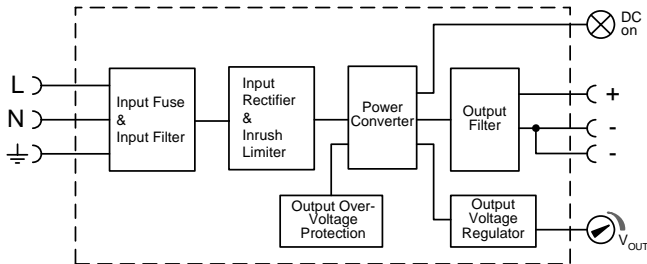 DC
on
L
N
Input Fuse
&
Input Filter
Input
Rectifier
&
Inrush
Limiter
Power
Converter
Output
Filter
+
-
-
Output Over-
Voltage
Protection
Output
Voltage
Regulator
VOUT